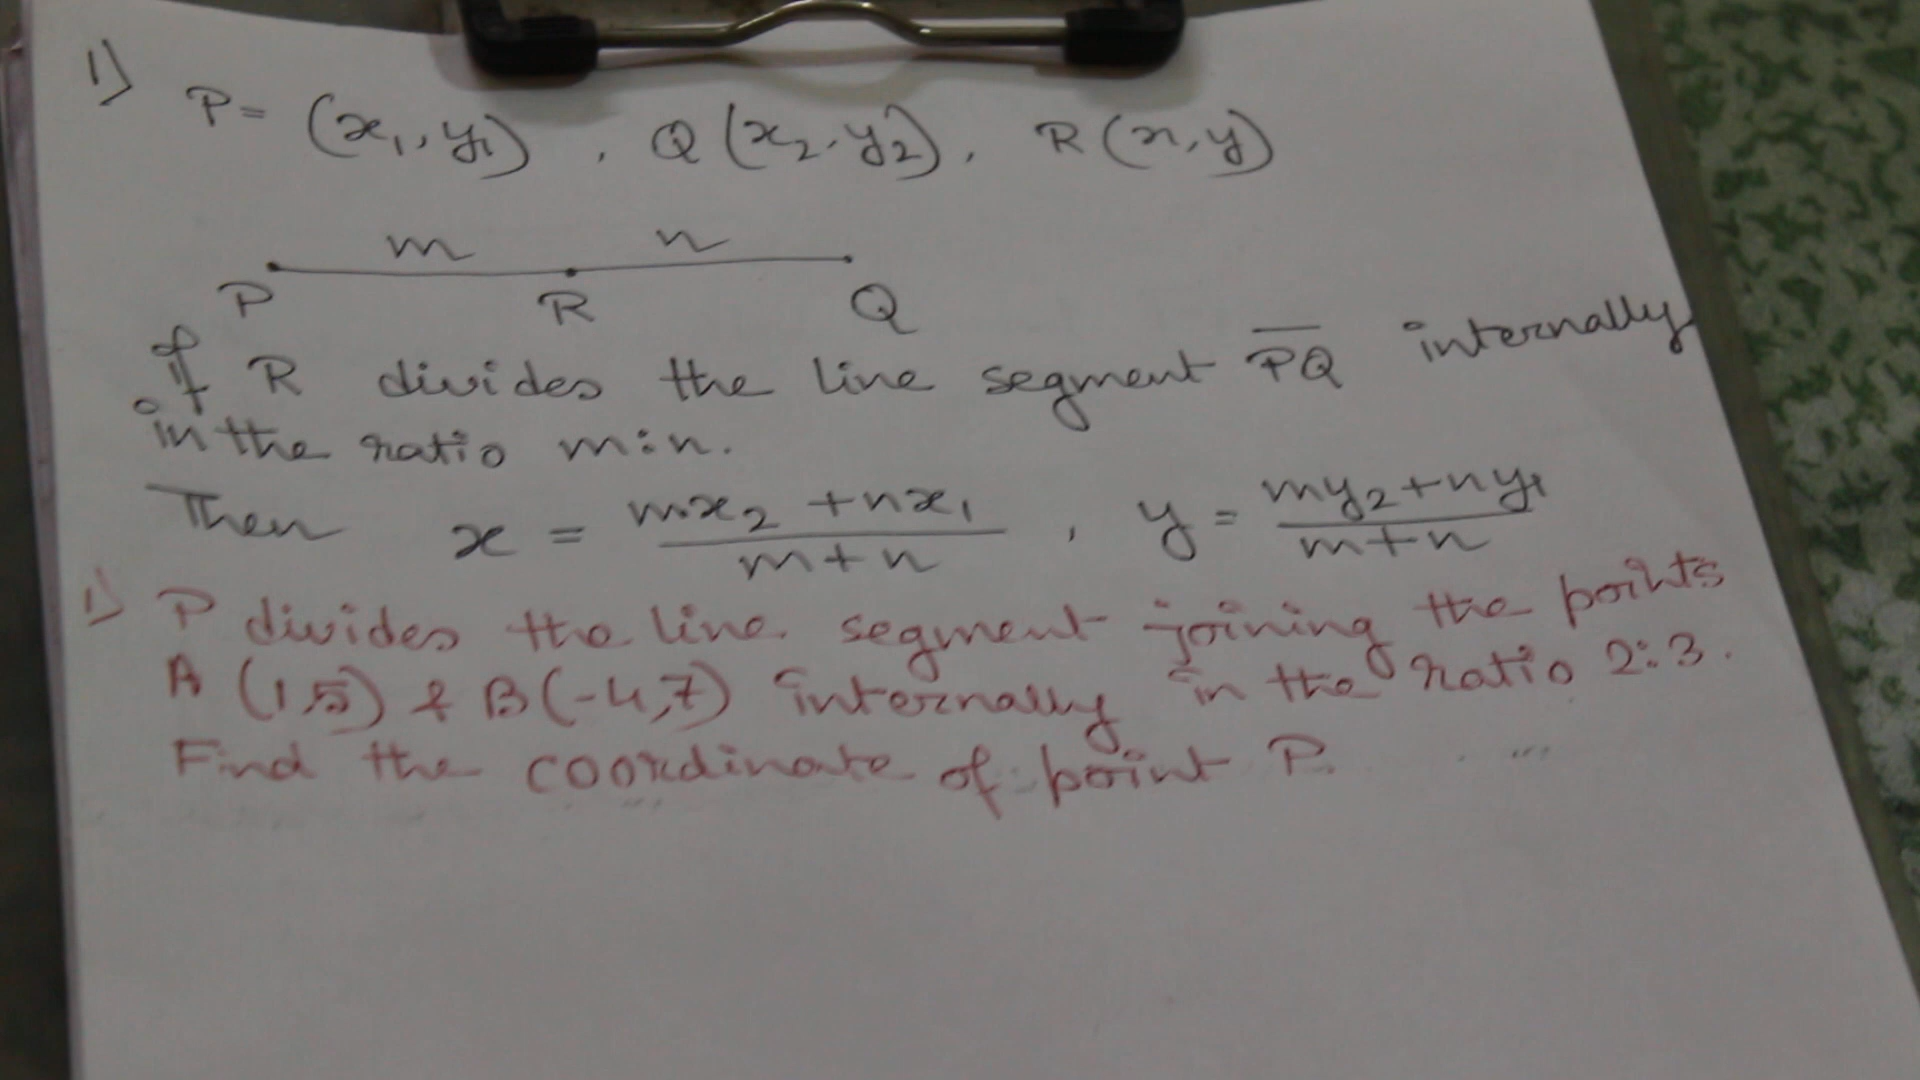 1)
P= (x₁, y₁) , Q (x₂, y₂), R (x, y)
m n
P R Q
If R divides the line segment P̅Q̅ internally
in the ratio m:n.
Then x = (mx₂ + nx₁)/(m+n) , y = (my₂+ny₁)/(m+n)
1) P divides the line segment joining the points
A (1,5) & B (-4,7) internally in the ratio 2:3.
Find the coordinate of point P.